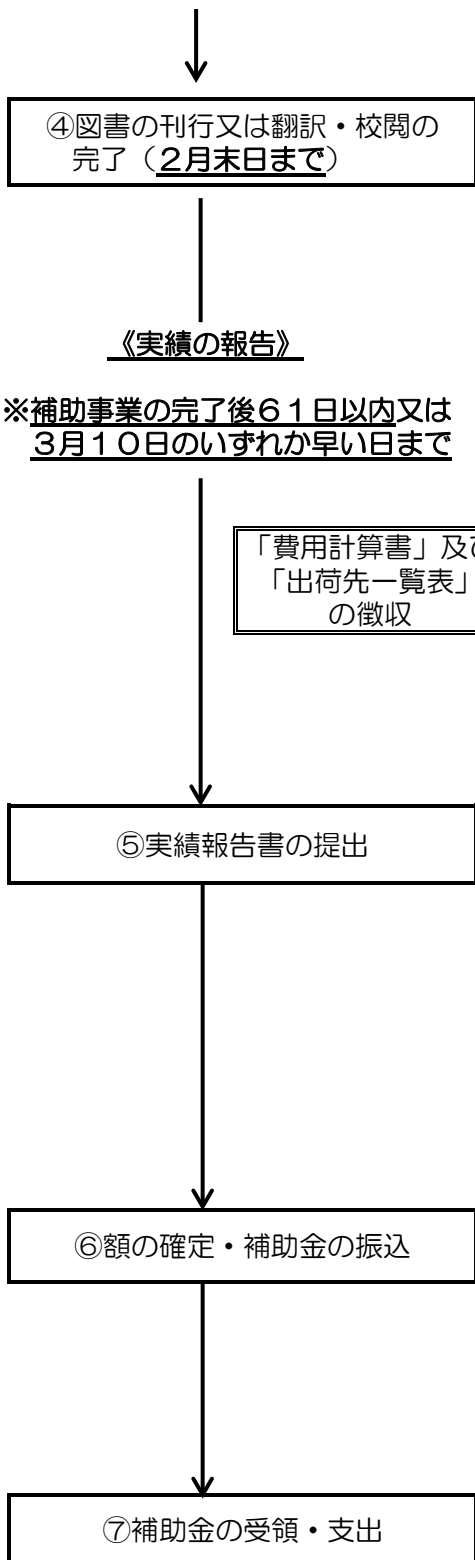 ④図書の刊行又は翻訳・校閲の
完了（２月末日まで）
《実績の報告》
※補助事業の完了後６１日以内又は
３月１０日のいずれか早い日まで
「費用計算書」及
「出荷先一覧表」
の徴収
⑤実績報告書の提出
⑥額の確定・補助金の振込
⑦補助金の受領・支出